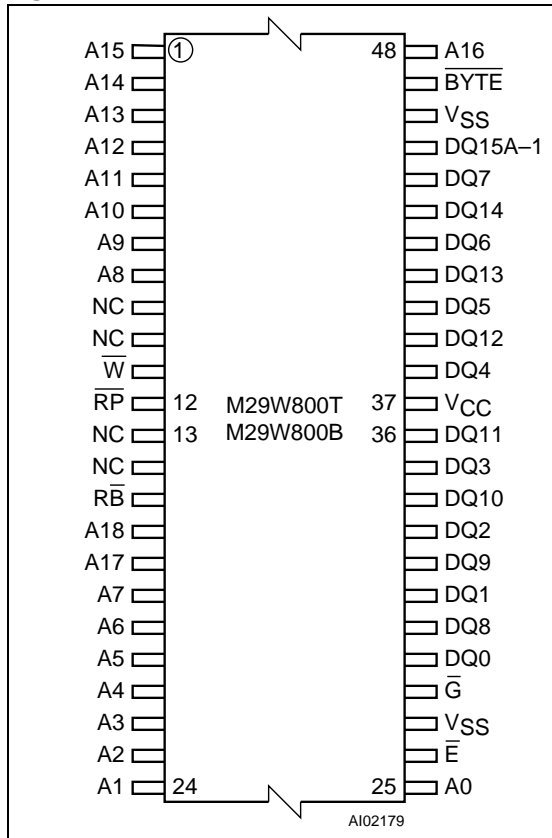 A15 1 48 A16
A14 B̅Y̅T̅E̅
A13 VSS
A12 DQ15A–1
A11 DQ7
A10 DQ14
A9 DQ6
A8 DQ13
NC DQ5
NC DQ12
W̅ DQ4
R̅P̅ 12 M29W800T 37 VCC
NC 13 M29W800B 36 DQ11
NC DQ3
RB̅ DQ10
A18 DQ2
A17 DQ9
A7 DQ1
A6 DQ8
A5 DQ0
A4 G̅
A3 VSS
A2 E̅
A1 24 25 A0
AI02179